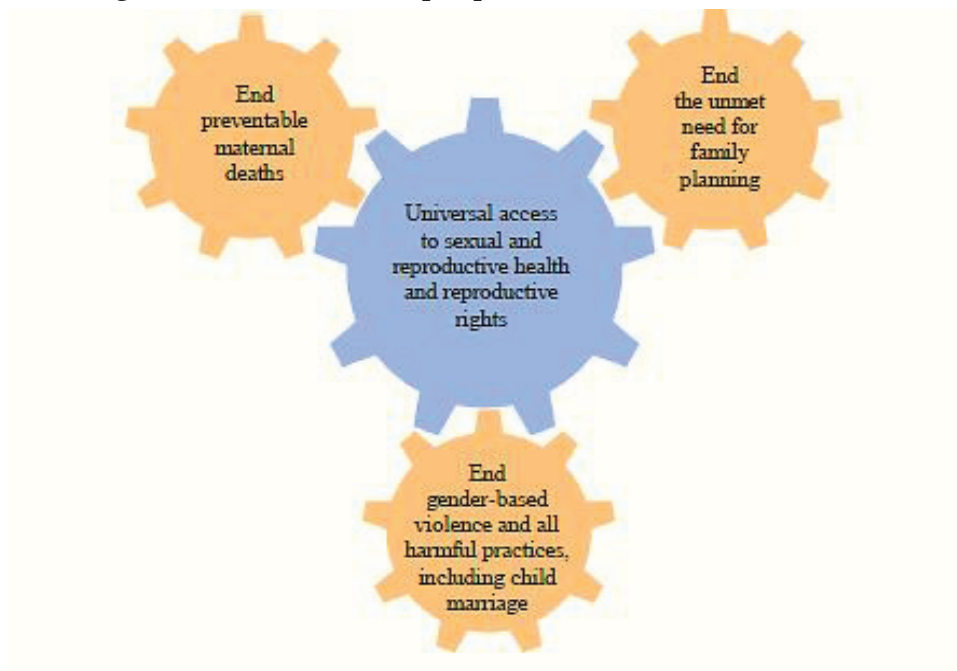 End
preventable
maternal
deaths
End
the unmet
need for
family
planning
Universal access
to sexual and
reproductive health
and reproductive
rights
End
gender-based
violence and all
harmful practices,
including child
marriage